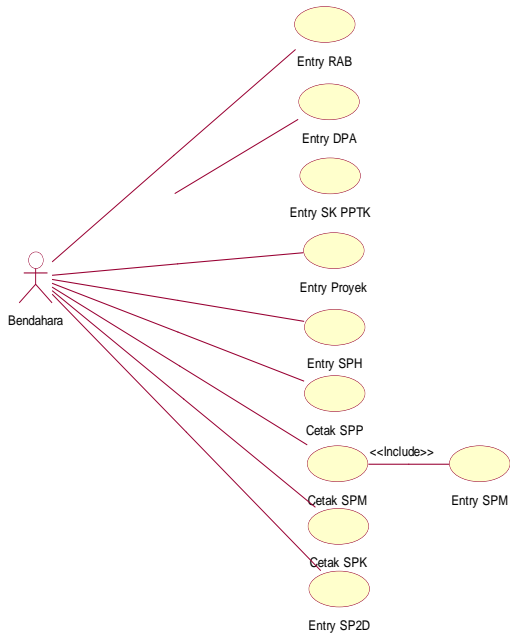 Entry RAB
Entry DPA
Entry SK PPTK
Entry Proyek
Bendahara
Entry SPH
Cetak SPP
<<Include>>
Cetak SPM
Entry SPM
Cetak SPK
Entry SP2D